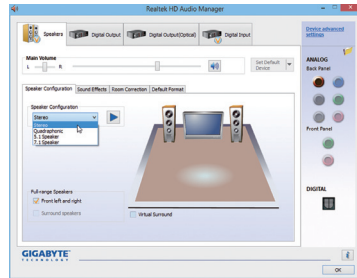 Realtek HD Audio Manager
Speakers
Digital Output
Digital Output(Optical)
Digital Input
Device advanced
settings
Main Volume
L
R
Set Default
Device
ANALOG
Back Panel
Speaker Configuration
Sound Effects
Room Correction
Default Format
Speaker Configuration
Stereo
Stereo
Quadraphonic
5.1 Speaker
7.1 Speaker
Front Panel
Full-range Speakers
Front left and right
Surround speakers
Virtual Surround
DIGITAL
GIGABYTE
TECHNOLOGY
i
OK